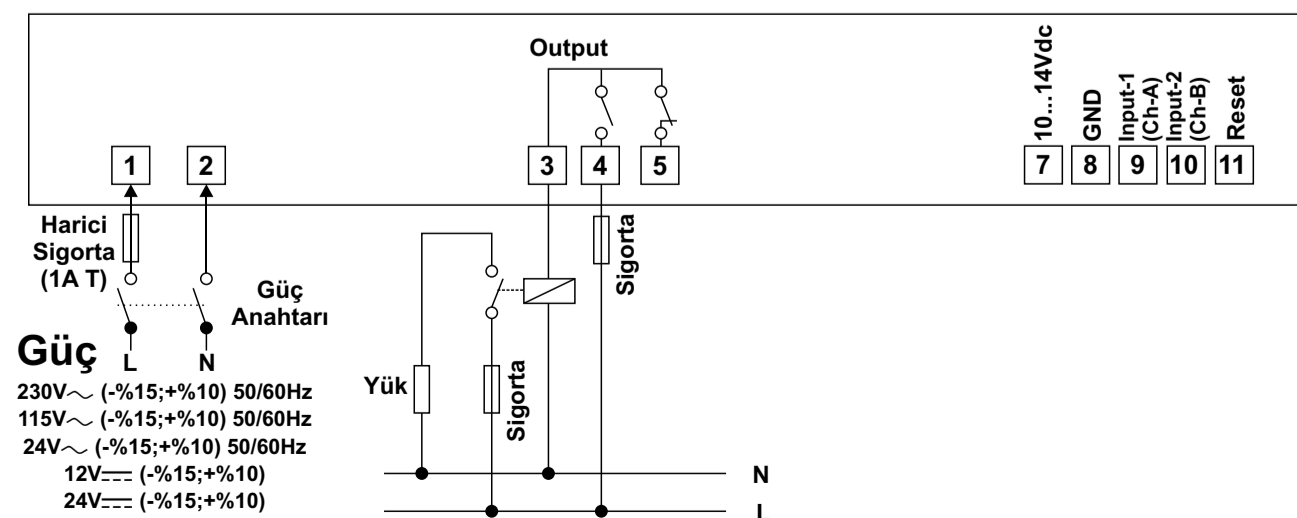 Output
10...14Vdc
GND
Input-1
(Ch-A)
Input-2
(Ch-B)
Reset
1
2
3
4
5
7
8
9
10
11
Harici
Sigorta
(1A T)
Güç
Anahtarı
L
N
Güç
230V～ (-%15;+%10) 50/60Hz
115V～ (-%15;+%10) 50/60Hz
24V～ (-%15;+%10) 50/60Hz
12V⎓ (-%15;+%10)
24V⎓ (-%15;+%10)
Sigorta
Yük
Sigorta
N
L